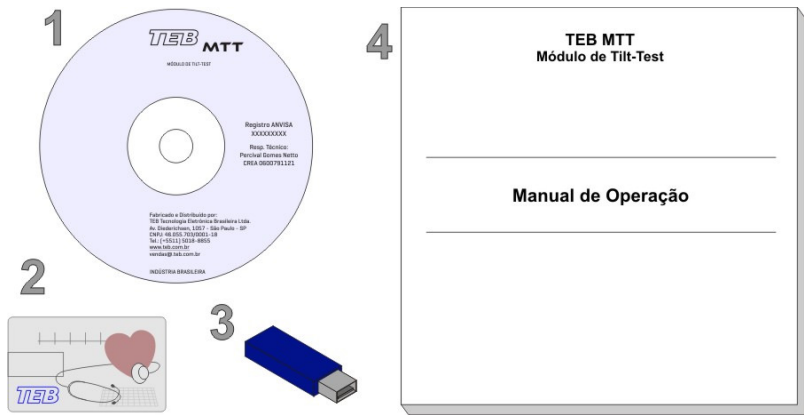 1
TEB MTT
MÓDULO DE TILT-TEST
Registro ANVISA
XXXXXXXXX
Resp. Técnico:
Percival Gomes Netto
CREA 0600791121
Fabricado e Distribuído por:
TEB Tecnologia Eletrônica Brasileira Ltda.
Av. Diederichsen, 1057 - São Paulo - SP
CNPJ: 46.055.703/0001-18
Tel.: (+5511) 5018-8855
www.teb.com.br
vendas@teb.com.br
INDÚSTRIA BRASILEIRA
2
TEB
3
4
TEB MTT
Módulo de Tilt-Test
Manual de Operação